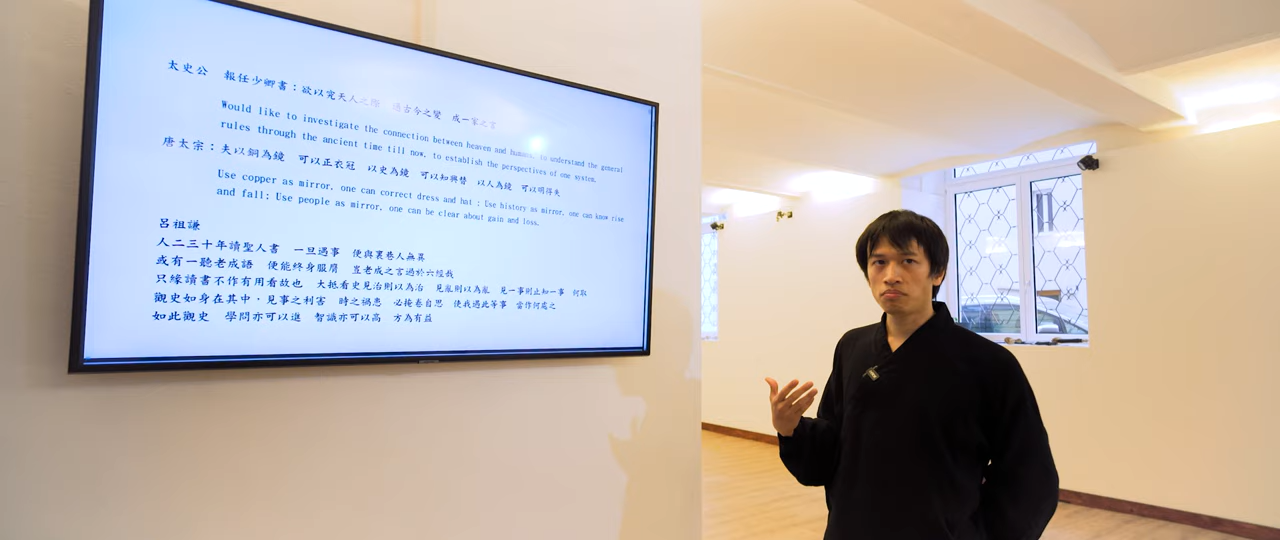 太史公 報任少卿書：欲以究天人之際 通古今之變 成一家之言
Would like to investigate the connection between heaven and humans, to understand the general
rules through the ancient time till now, to establish the perspectives of one system.
唐太宗：夫以銅為鏡 可以正衣冠 以史為鏡 可以知興替 以人為鏡 可以明得失
Use copper as mirror, one can correct dress and hat ; Use history as mirror, one can know rise
and fall; Use people as mirror, one can be clear about gain and loss.
呂祖謙
人二三十年讀聖人書 一旦遇事 便與裏巷人無異
或有一聽老成語 便能終身服膺 豈老成之言過於六經哉
只緣讀書不作有用看故也 大抵看史見治則以為治 見亂則以為亂 見一事則止知一事 何取
觀史如身在其中，見事之利害 時之禍患 必掩卷自思 使我遇此等事 當作何處之
如此觀史 學問亦可以進 智識亦可以高 方為有益